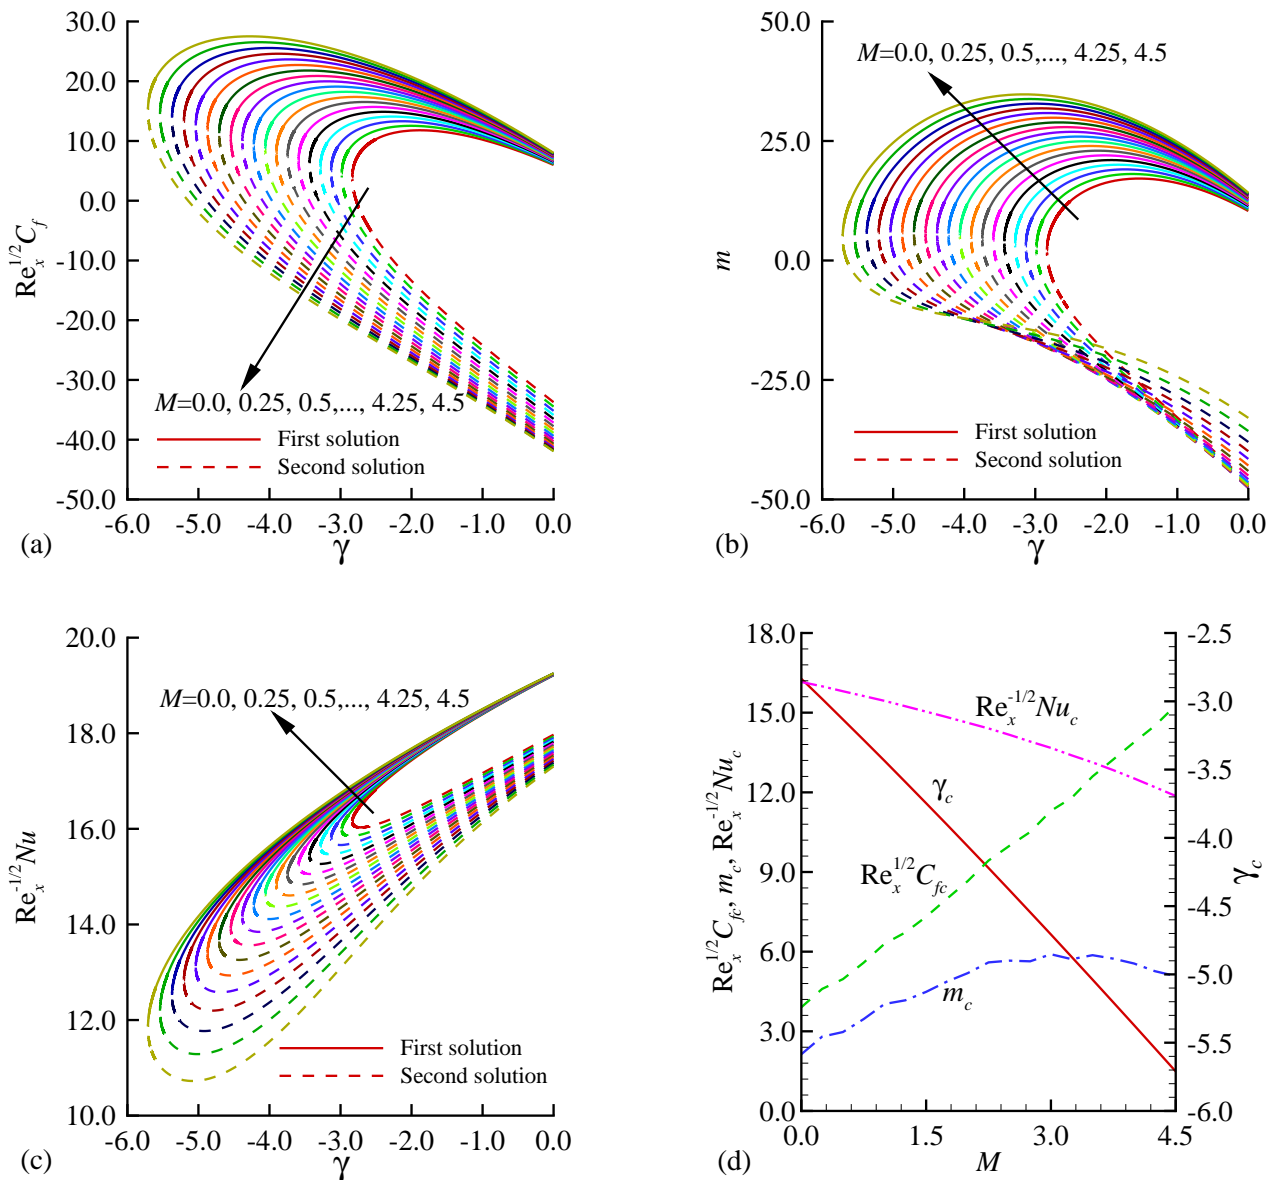 30.0
20.0
10.0
0.0
-10.0
-20.0
-30.0
-40.0
-50.0
Re_x^{1/2}C_f
M=0.0, 0.25, 0.5,..., 4.25, 4.5
First solution
Second solution
-6.0 -5.0 -4.0 -3.0 -2.0 -1.0 0.0
γ
(a)
50.0
25.0
0.0
-25.0
-50.0
m
M=0.0, 0.25, 0.5,..., 4.25, 4.5
First solution
Second solution
-6.0 -5.0 -4.0 -3.0 -2.0 -1.0 0.0
γ
(b)
20.0
18.0
16.0
14.0
12.0
10.0
Re_x^{-1/2}Nu
M=0.0, 0.25, 0.5,..., 4.25, 4.5
First solution
Second solution
-6.0 -5.0 -4.0 -3.0 -2.0 -1.0 0.0
γ
(c)
18.0
15.0
12.0
9.0
6.0
3.0
0.0
Re_x^{1/2}C_{fc}, m_c, Re_x^{-1/2}Nu_c
Re_x^{-1/2}Nu_c
γ_c
Re_x^{1/2}C_{fc}
m_c
-2.5
-3.0
-3.5
-4.0
-4.5
-5.0
-5.5
-6.0
γ_c
0.0 1.5 3.0 4.5
M
(d)